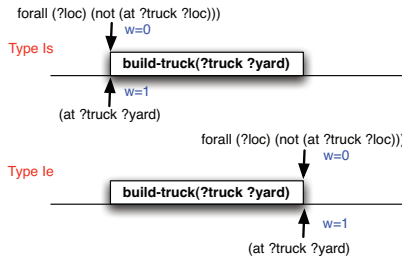 forall (?loc) (not (at ?truck ?loc)))
w=0
Type Is
build-truck(?truck ?yard)
w=1
(at ?truck ?yard)
forall (?loc) (not (at ?truck ?loc)))
w=0
Type Ie
build-truck(?truck ?yard)
w=1
(at ?truck ?yard)